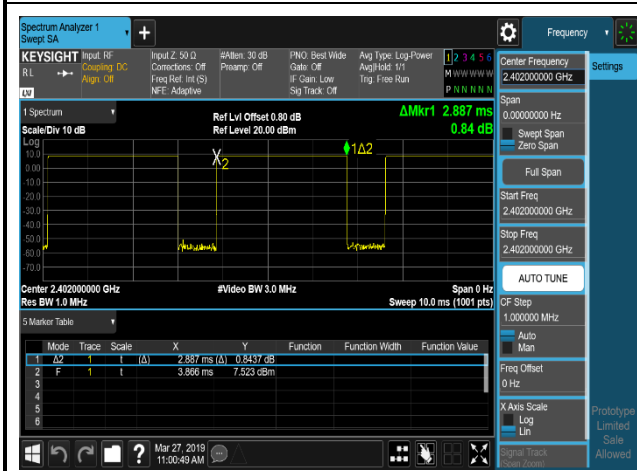 Spectrum Analyzer 1
Swept SA
+
Frequency
KEYSIGHT Input: RF
RL
Coupling: DC
Align: Off
LXI
Input Z: 50 Ω
Corrections: Off
Freq Ref: Int (S)
NFE: Adaptive
#Atten: 30 dB
Preamp: Off
PNO: Best Wide
Gate: Off
IF Gain: Low
Sig Track: Off
Avg Type: Log-Power
Avg|Hold: 1/1
Trig: Free Run
1 2 3 4 5 6
M W W W W W
P N N N N N
Center Frequency
2.402000000 GHz
Settings
1 Spectrum
Scale/Div 10 dB
Ref Lvl Offset 0.80 dB
Ref Level 20.00 dBm
ΔMkr1 2.887 ms
0.84 dB
Span
0.00000000 Hz
Swept Span
Zero Span
Log
10.0
0.00
-10.0
-20.0
-30.0
-40.0
-50.0
-60.0
-70.0
X2
1Δ2
Full Span
Start Freq
2.402000000 GHz
Stop Freq
2.402000000 GHz
AUTO TUNE
Center 2.402000000 GHz
Res BW 1.0 MHz
#Video BW 3.0 MHz
Span 0 Hz
Sweep 10.0 ms (1001 pts)
CF Step
1.000000 MHz
Auto
Man
5 Marker Table
Mode Trace Scale X Y Function Function Width Function Value
1 Δ2 1 t (Δ) 2.887 ms (Δ) 0.8437 dB
2 F 1 t 3.866 ms 7.523 dBm
3
4
5
6
Freq Offset
0 Hz
X Axis Scale
Log
Lin
Signal Track
(Span Zoom)
Prototype
Limited
Sale
Allowed
?
Mar 27, 2019
11:00:49 AM